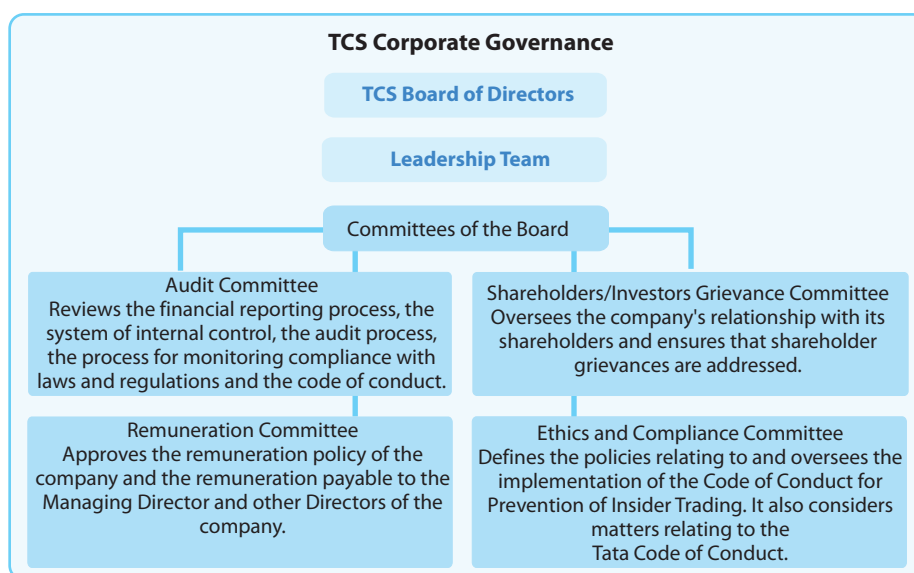 TCS Corporate Governance
TCS Board of Directors
Leadership Team
Committees of the Board
Audit Committee
Reviews the financial reporting process, the
system of internal control, the audit process,
the process for monitoring compliance with
laws and regulations and the code of conduct.
Shareholders/Investors Grievance Committee
Oversees the company's relationship with its
shareholders and ensures that shareholder
grievances are addressed.
Remuneration Committee
Approves the remuneration policy of the
company and the remuneration payable to the
Managing Director and other Directors of the
company.
Ethics and Compliance Committee
Defines the policies relating to and oversees the
implementation of the Code of Conduct for
Prevention of Insider Trading. It also considers
matters relating to the
Tata Code of Conduct.